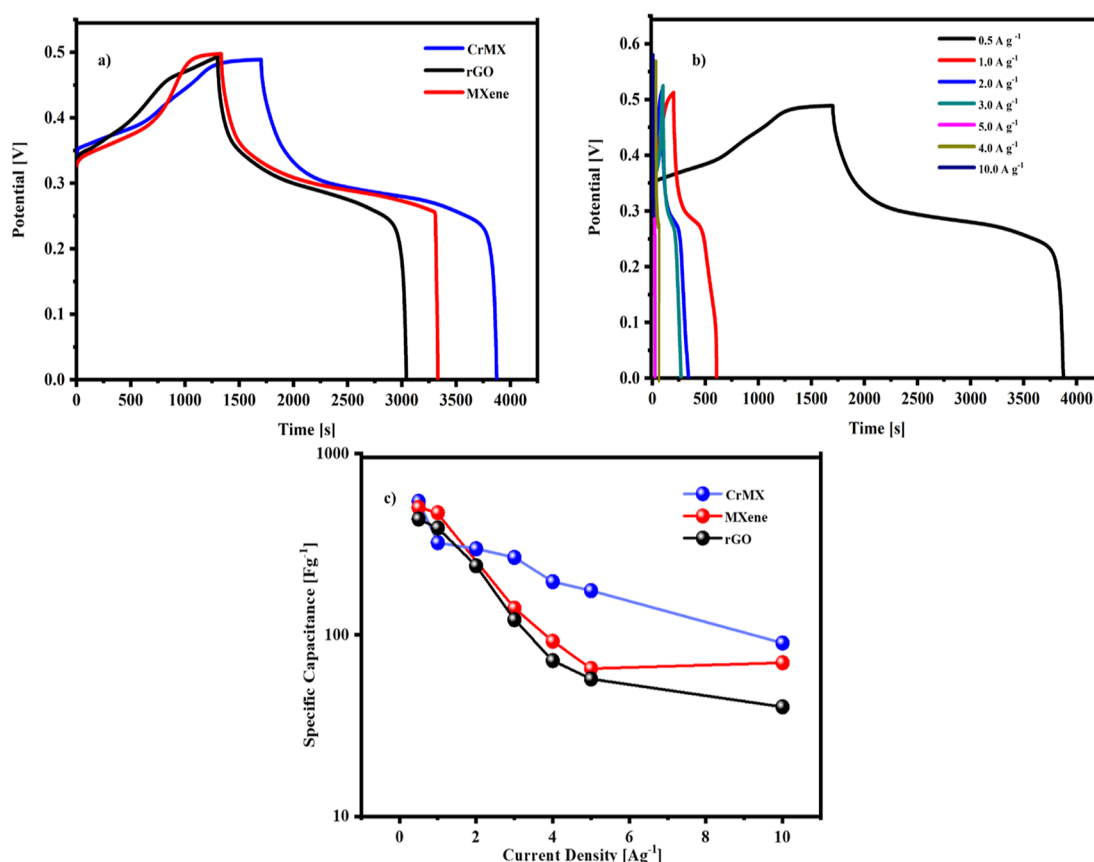 a)
CrMX
rGO
MXene
0.5
0.4
0.3
0.2
0.1
0.0
Potential [V]
0 500 1000 1500 2000 2500 3000 3500 4000
Time [s]
b)
0.5 A g⁻¹
1.0 A g⁻¹
2.0 A g⁻¹
3.0 A g⁻¹
5.0 A g⁻¹
4.0 A g⁻¹
10.0 A g⁻¹
0.6
0.5
0.4
0.3
0.2
0.1
0.0
Potential [V]
0 500 1000 1500 2000 2500 3000 3500 4000
Time [s]
c)
CrMX
MXene
rGO
1000
100
10
Specific Capacitance [Fg⁻¹]
0 2 4 6 8 10
Current Density [Ag⁻¹]